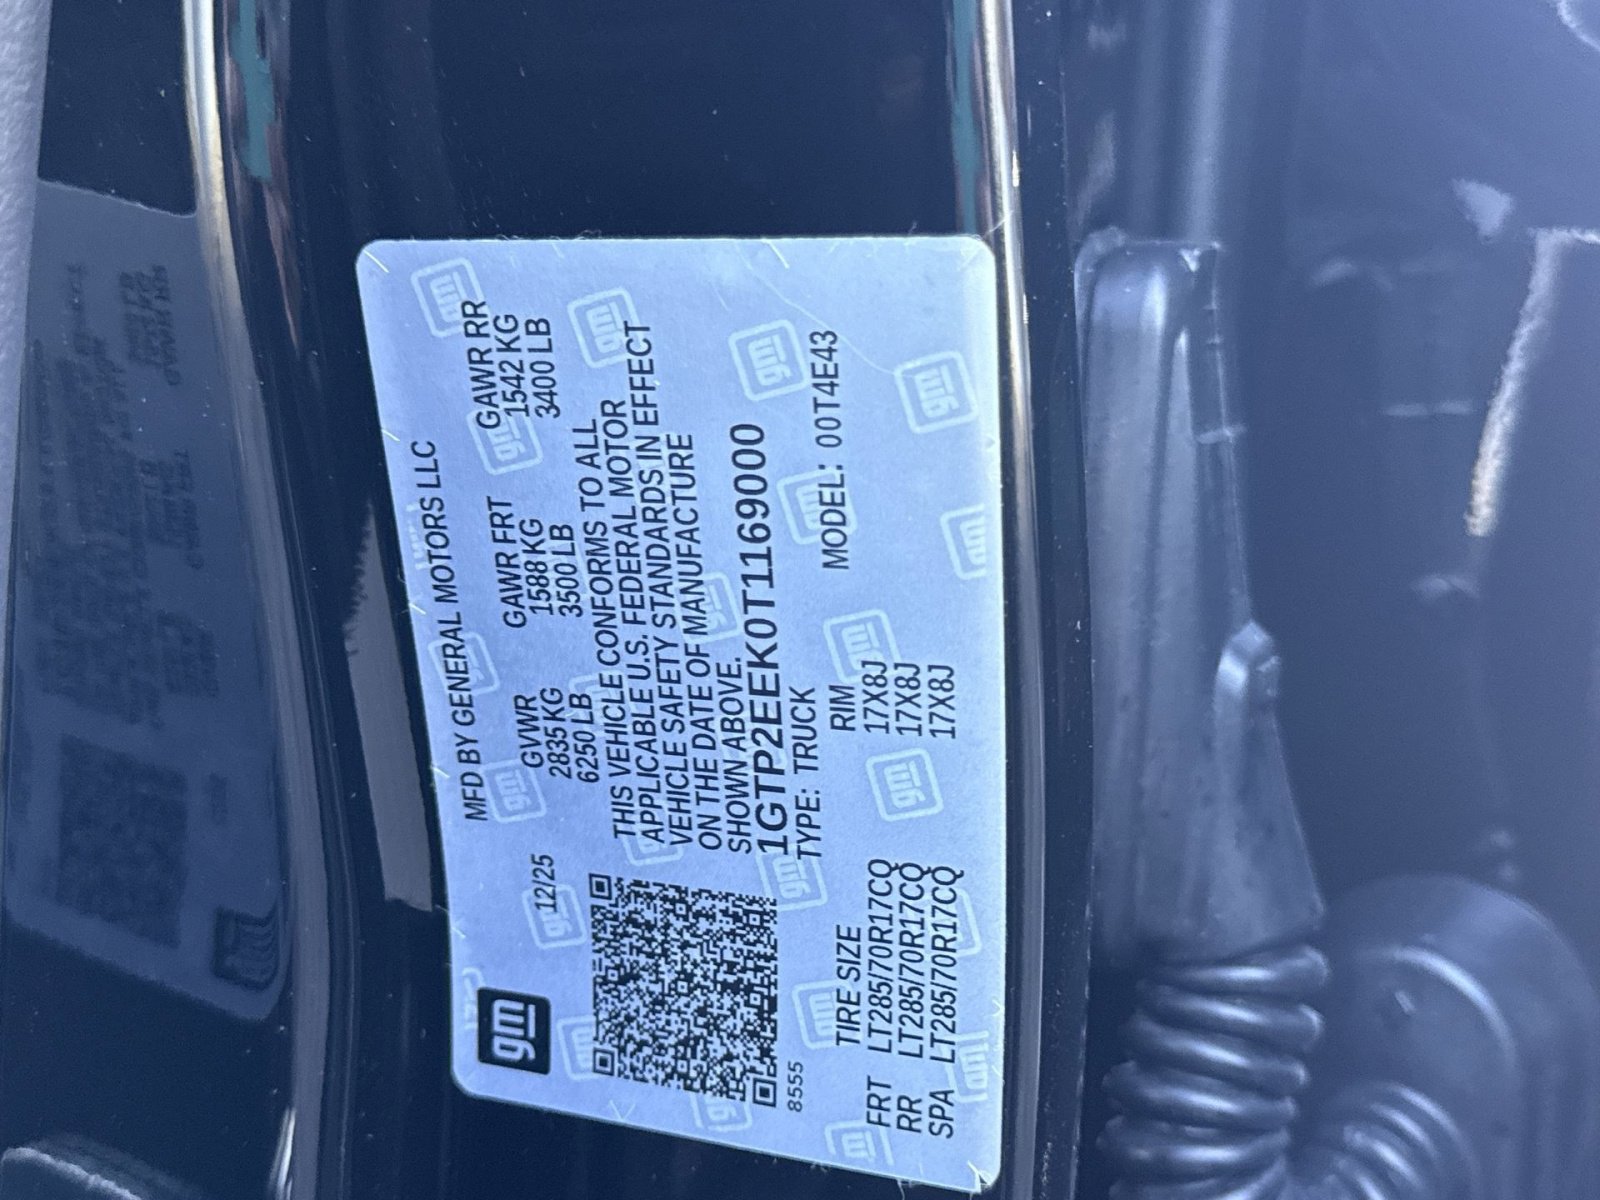 gm
MFD BY GENERAL MOTORS LLC
12/25
GVWR GAWR FRT GAWR RR
2835 KG 1588 KG 1542 KG
6250 LB 3500 LB 3400 LB
THIS VEHICLE CONFORMS TO ALL
APPLICABLE U.S. FEDERAL MOTOR
VEHICLE SAFETY STANDARDS IN EFFECT
ON THE DATE OF MANUFACTURE
SHOWN ABOVE.
1GTP2EEK0T1169000
TYPE: TRUCK MODEL: 00T4E43
8555
TIRE SIZE RIM
FRT LT285/70R17CQ 17X8J
RR LT285/70R17CQ 17X8J
SPA LT285/70R17CQ 17X8J